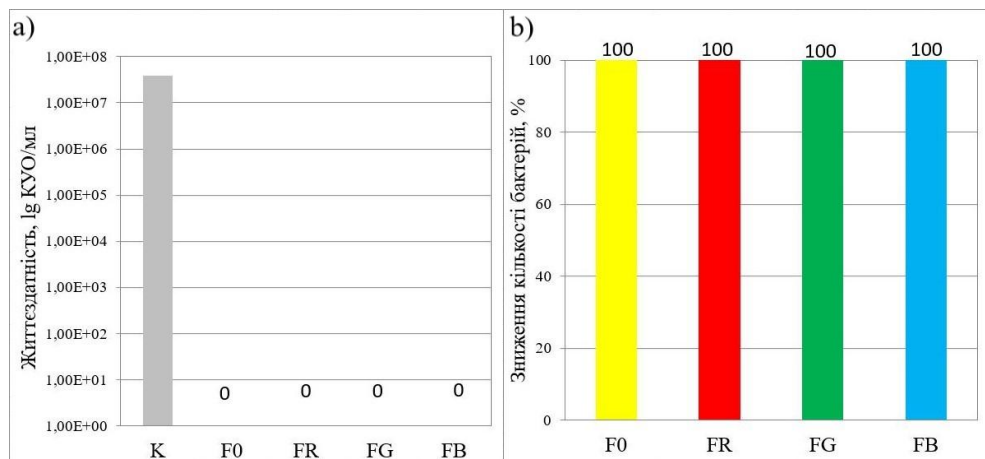 a)
Життєздатність, lg КУО/мл
1,00E+08
1,00E+07
1,00E+06
1,00E+05
1,00E+04
1,00E+03
1,00E+02
1,00E+01
1,00E+00
0
0
0
0
K
F0
FR
FG
FB
b)
Зниження кількості бактерій, %
100
80
60
40
20
0
100
100
100
100
F0
FR
FG
FB